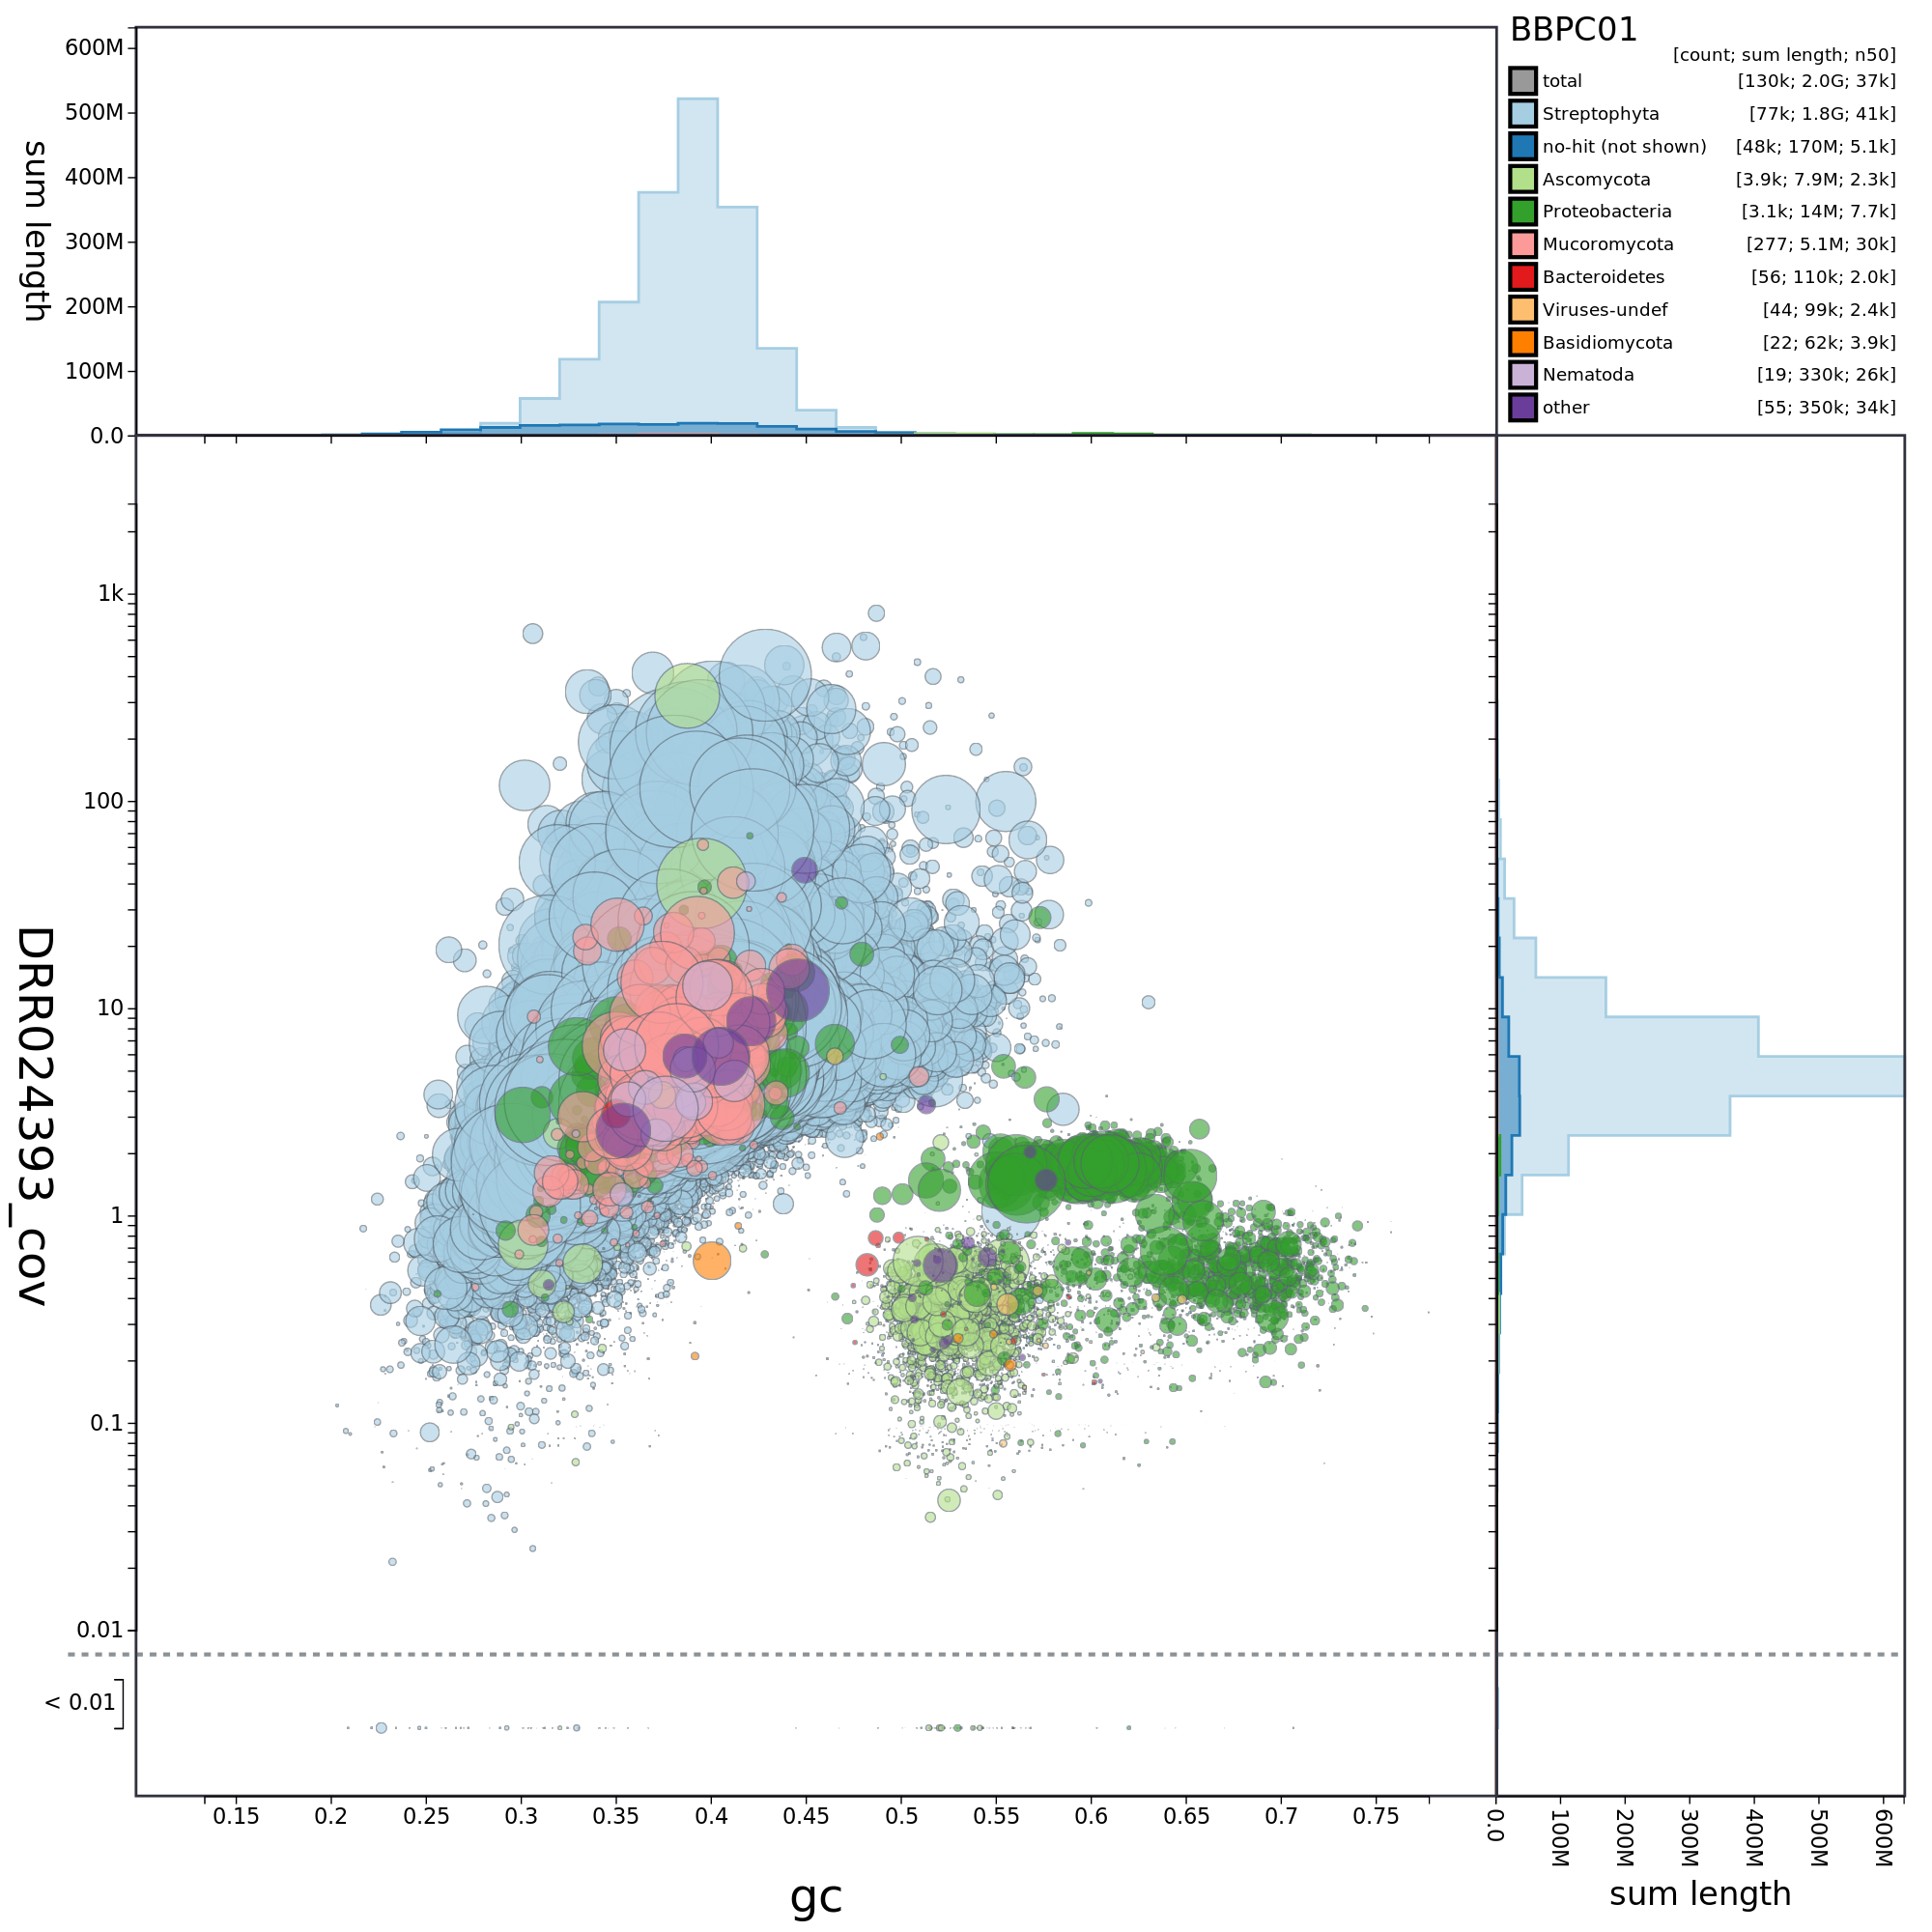 BBPC01
[count; sum length; n50]
total [130k; 2.0G; 37k]
Streptophyta [77k; 1.8G; 41k]
no-hit (not shown) [48k; 170M; 5.1k]
Ascomycota [3.9k; 7.9M; 2.3k]
Proteobacteria [3.1k; 14M; 7.7k]
Mucoromycota [277; 5.1M; 30k]
Bacteroidetes [56; 110k; 2.0k]
Viruses-undef [44; 99k; 2.4k]
Basidiomycota [22; 62k; 3.9k]
Nematoda [19; 330k; 26k]
other [55; 350k; 34k]
600M
500M
400M
300M
200M
100M
0.0
sum length
1k
100
10
1
0.1
0.01
< 0.01
DRR024393_cov
0.15 0.2 0.25 0.3 0.35 0.4 0.45 0.5 0.55 0.6 0.65 0.7 0.75
gc
0.0 100M 200M 300M 400M 500M 600M
sum length